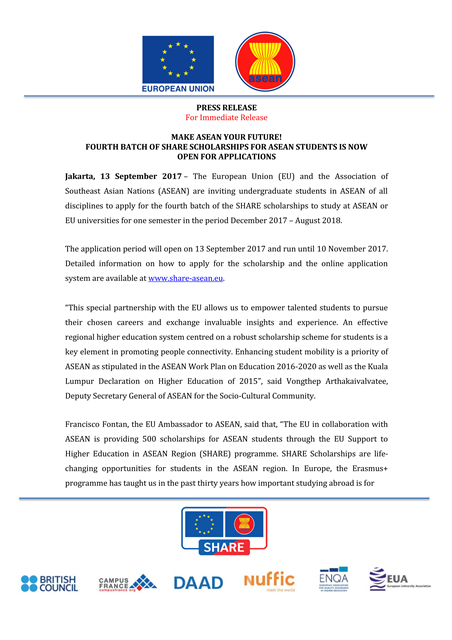 EUROPEAN UNION
asean
PRESS RELEASE
For Immediate Release
MAKE ASEAN YOUR FUTURE!
FOURTH BATCH OF SHARE SCHOLARSHIPS FOR ASEAN STUDENTS IS NOW
OPEN FOR APPLICATIONS
Jakarta, 13 September 2017 – The European Union (EU) and the Association of
Southeast Asian Nations (ASEAN) are inviting undergraduate students in ASEAN of all
disciplines to apply for the fourth batch of the SHARE scholarships to study at ASEAN or
EU universities for one semester in the period December 2017 – August 2018.
The application period will open on 13 September 2017 and run until 10 November 2017.
Detailed information on how to apply for the scholarship and the online application
system are available at www.share-asean.eu.
“This special partnership with the EU allows us to empower talented students to pursue
their chosen careers and exchange invaluable insights and experience. An effective
regional higher education system centred on a robust scholarship scheme for students is a
key element in promoting people connectivity. Enhancing student mobility is a priority of
ASEAN as stipulated in the ASEAN Work Plan on Education 2016-2020 as well as the Kuala
Lumpur Declaration on Higher Education of 2015”, said Vongthep Arthakaivalvatee,
Deputy Secretary General of ASEAN for the Socio-Cultural Community.
Francisco Fontan, the EU Ambassador to ASEAN, said that, “The EU in collaboration with
ASEAN is providing 500 scholarships for ASEAN students through the EU Support to
Higher Education in ASEAN Region (SHARE) programme. SHARE Scholarships are life-
changing opportunities for students in the ASEAN region. In Europe, the Erasmus+
programme has taught us in the past thirty years how important studying abroad is for
SHARE
BRITISH
COUNCIL
CAMPUS
FRANCE
campusfrance.org
DAAD
nuffic
meet the world
ENQA
EUA
European University Association